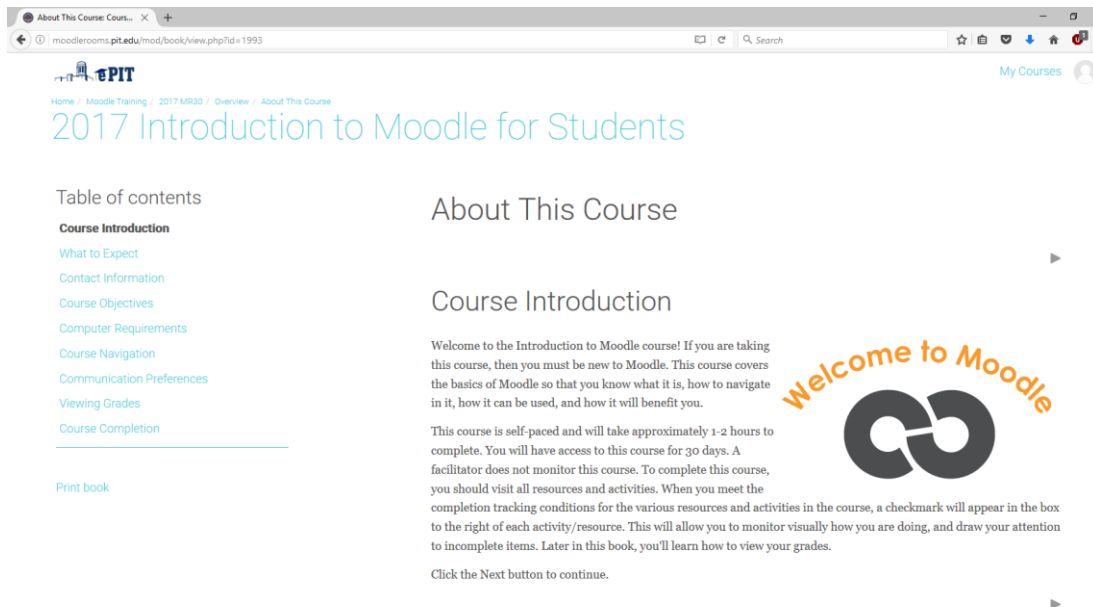 About This Course: Cours...
moodlerooms.pit.edu/mod/book/view.php?id=1993
Search
ePIT
My Courses
Home / Moodle Training / 2017 MR30 / Overview / About This Course
2017 Introduction to Moodle for Students
Table of contents
Course Introduction
What to Expect
Contact Information
Course Objectives
Computer Requirements
Course Navigation
Communication Preferences
Viewing Grades
Course Completion
Print book
About This Course
Course Introduction
Welcome to the Introduction to Moodle course! If you are taking
this course, then you must be new to Moodle. This course covers
the basics of Moodle so that you know what it is, how to navigate
in it, how it can be used, and how it will benefit you.
Welcome to Moodle
This course is self-paced and will take approximately 1-2 hours to
complete. You will have access to this course for 30 days. A
facilitator does not monitor this course. To complete this course,
you should visit all resources and activities. When you meet the
completion tracking conditions for the various resources and activities in the course, a checkmark will appear in the box
to the right of each activity/resource. This will allow you to monitor visually how you are doing, and draw your attention
to incomplete items. Later in this book, you'll learn how to view your grades.
Click the Next button to continue.